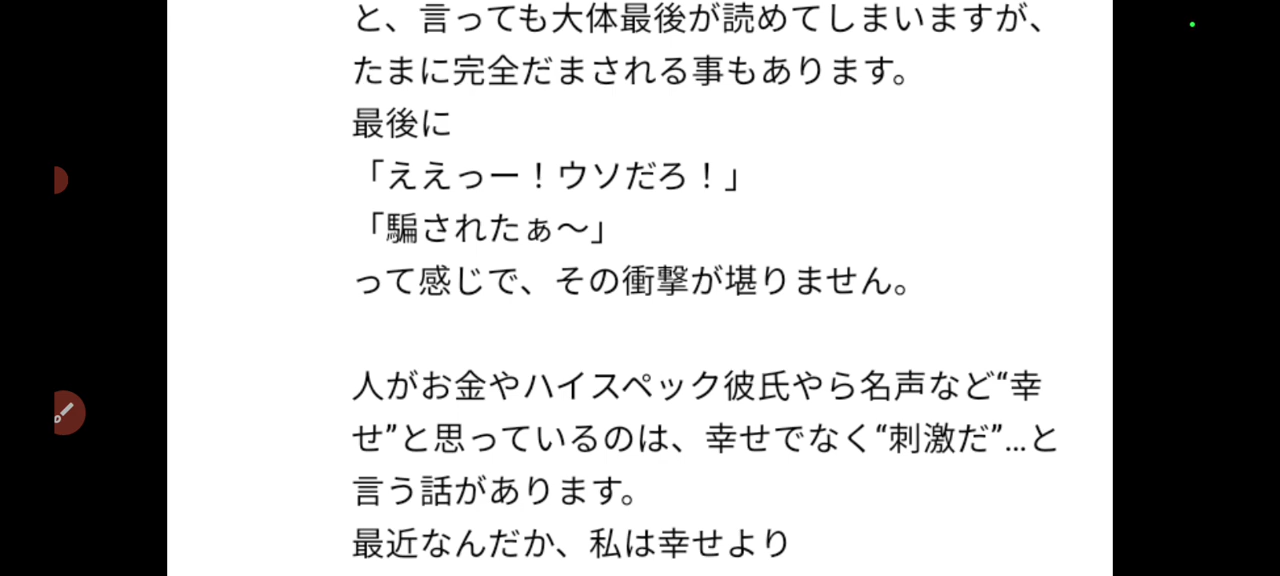 と、言っても大体最後が読めてしまいますが、
たまに完全だまされる事もあります。
最後に
「ええっー！ウソだろ！」
「騙されたぁ〜」
って感じで、その衝撃が堪りません。
人がお金やハイスペック彼氏やら名声など“幸
せ”と思っているのは、幸せでなく“刺激だ”…と
言う話があります。
最近なんだか、私は幸せより